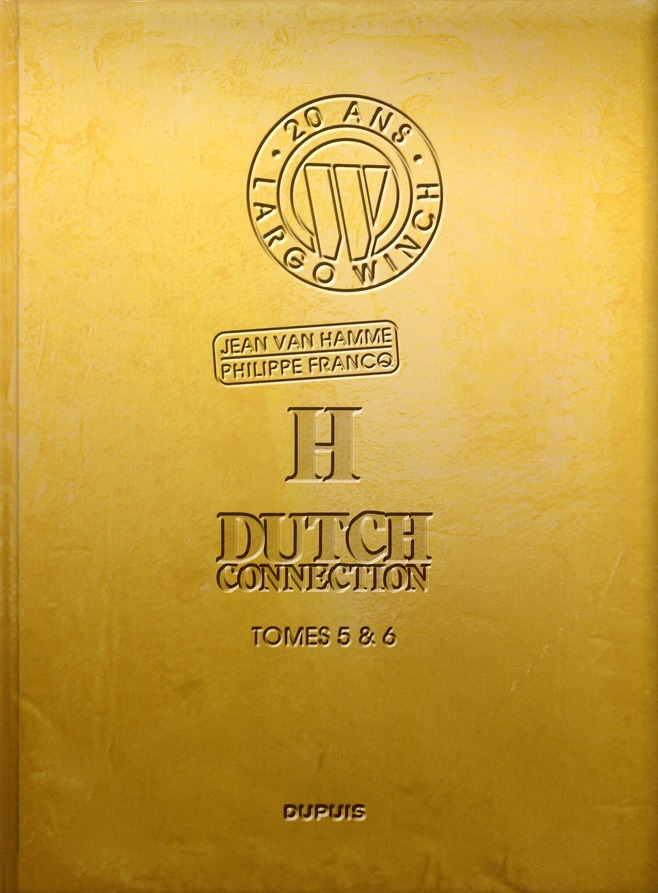 • 20 ANS •
LARGO WINCH
W
JEAN VAN HAMME
PHILIPPE FRANCQ
H
DUTCH
CONNECTION
TOMES 5 & 6
DUPUIS